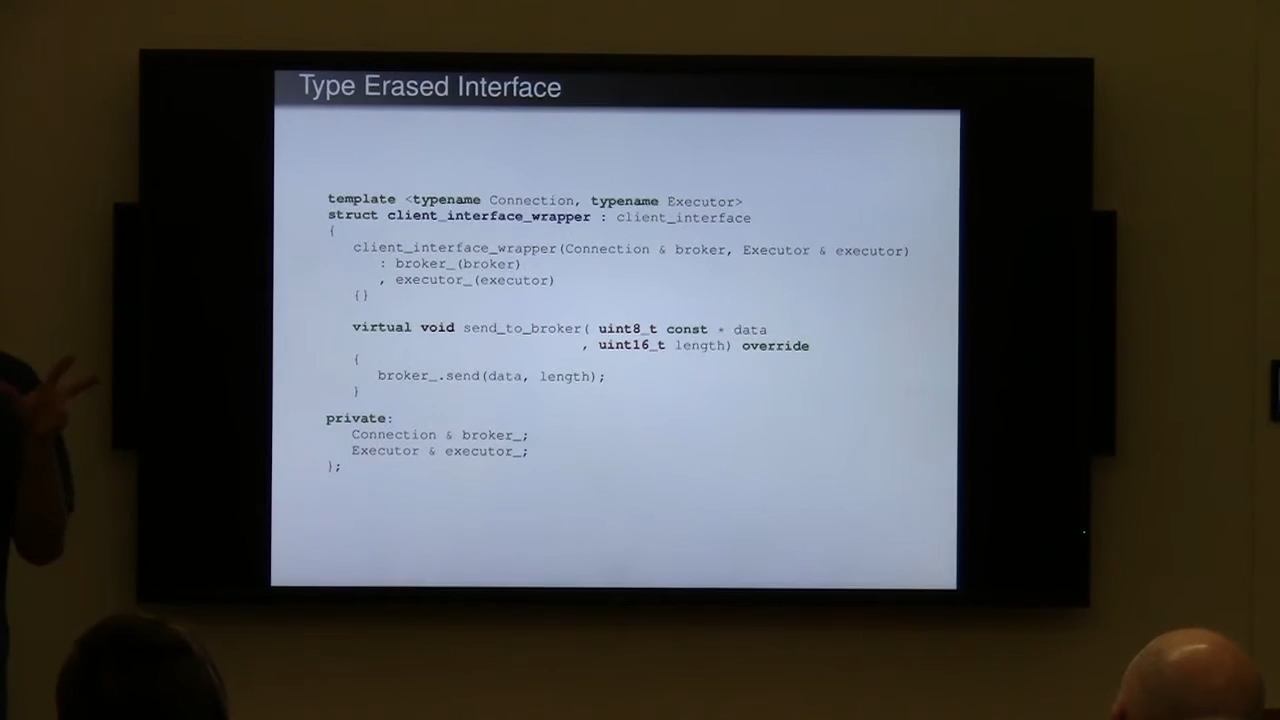 Type Erased Interface
template <typename Connection, typename Executor>
struct client_interface_wrapper : client_interface
{
client_interface_wrapper(Connection & broker, Executor & executor)
: broker_(broker)
, executor_(executor)
{}
virtual void send_to_broker( uint8_t const * data
, uint16_t length) override
{
broker_.send(data, length);
}
private:
Connection & broker_;
Executor & executor_;
};